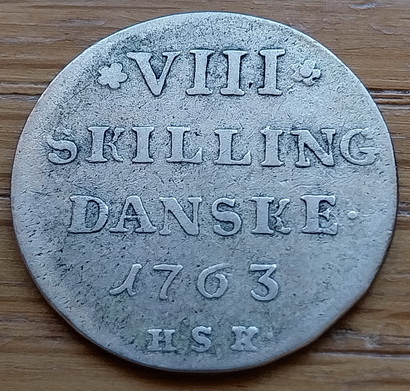 VIII
SKILLING
DANSKE·
1763
HSK